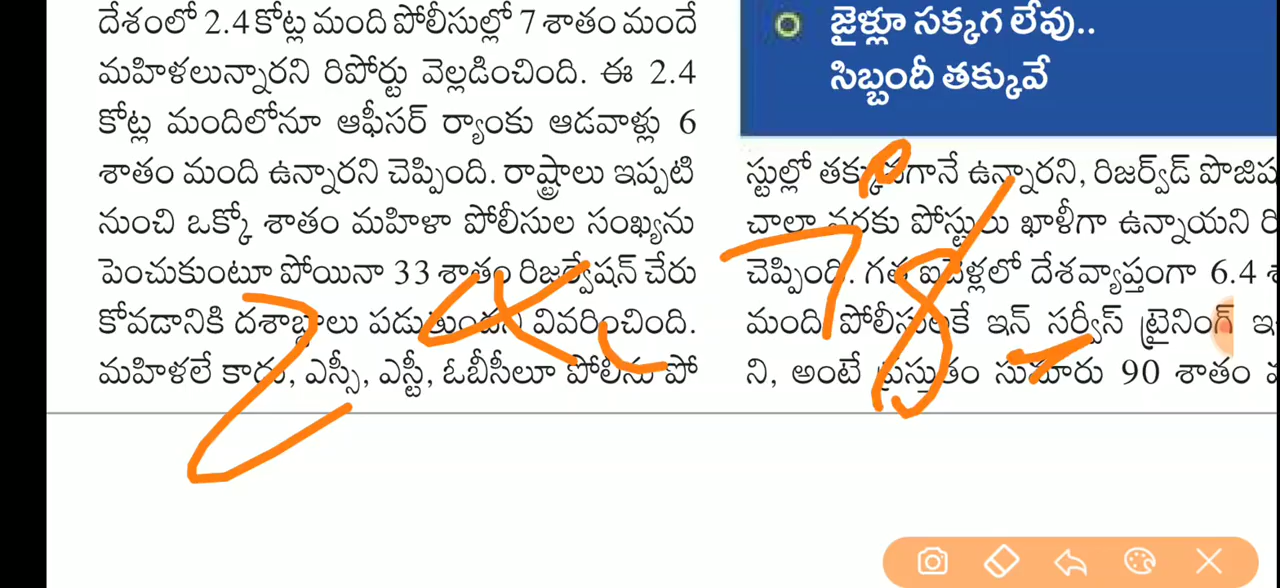 దేశంలో 2.4 కోట్ల మంది పోలీసుల్లో 7 శాతం మందే
మహిళలున్నారని రిపోర్టు వెల్లడించింది. ఈ 2.4
కోట్ల మందిలోనూ ఆఫీసర్ ర్యాంకు ఆడవాళ్లు 6
శాతం మంది ఉన్నారని చెప్పింది. రాష్ట్రాలు ఇప్పటి
నుంచి ఒక్కో శాతం మహిళా పోలీసుల సంఖ్యను
పెంచుకుంటూ పోయినా 33 శాతం రిజర్వేషన్ చేరు
కోవడానికి దశాబ్దాలు పడుతుందని వివరించింది.
మహిళలే కాదు, ఎస్సీ, ఎస్టీ, ఓబీసీలూ పోలీసు పో
జైళ్లూ సక్కగ లేవు..
సిబ్బందీ తక్కువే
స్టుల్లో తక్కువగానే ఉన్నారని, రిజర్వ్‌డ్ పొజిష
చాలా వరకు పోస్టులు ఖాళీగా ఉన్నాయని రి
చెప్పింది. గత ఐదేళ్లలో దేశవ్యాప్తంగా 6.4 శ
మంది పోలీసులకే ఇన్ సర్వీస్ ట్రైనింగ్ ఇ
ని, అంటే ప్రస్తుతం సుమారు 90 శాతం మ